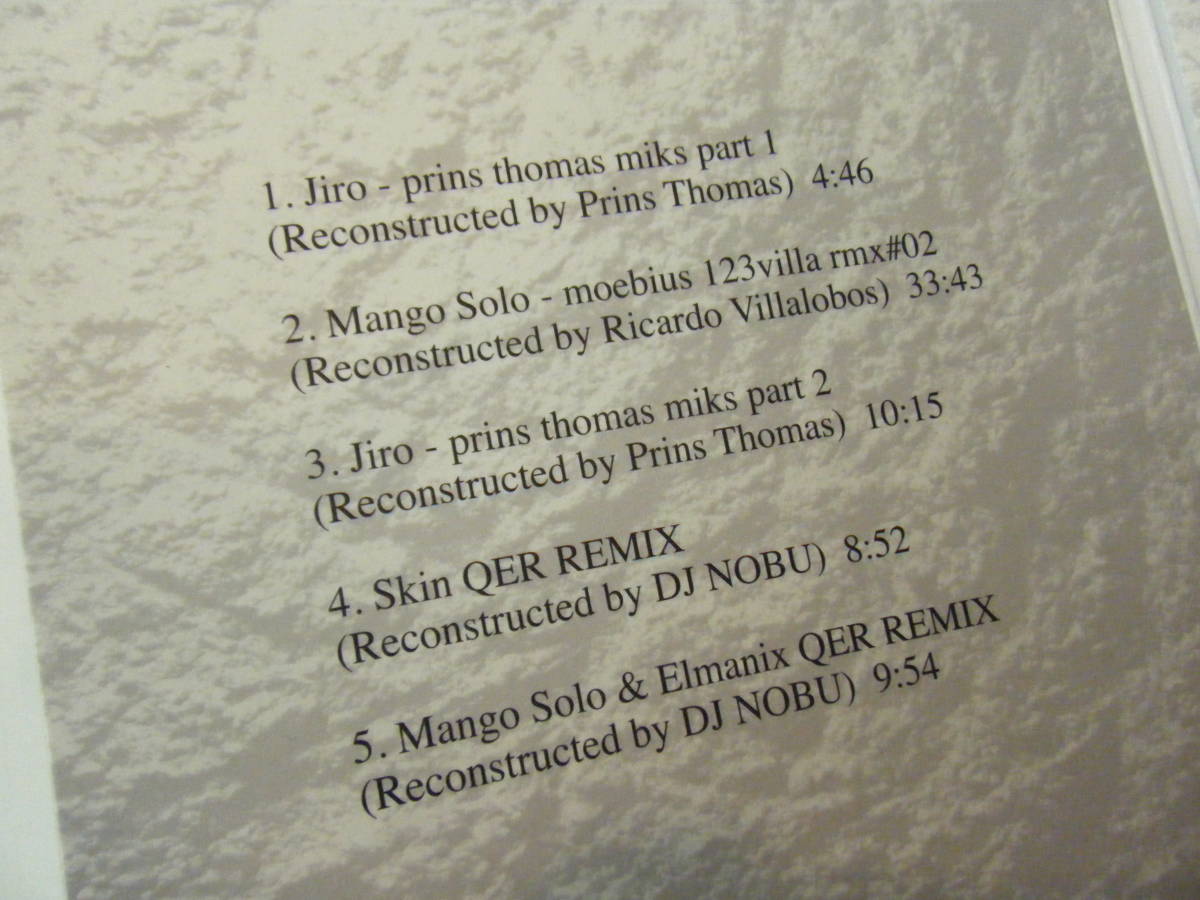 1. Jiro - prins thomas miks part 1
(Reconstructed by Prins Thomas) 4:46
2. Mango Solo - moebius 123villa rmx#02
(Reconstructed by Ricardo Villalobos) 33:43
3. Jiro - prins thomas miks part 2
(Reconstructed by Prins Thomas) 10:15
4. Skin QER REMIX
(Reconstructed by DJ NOBU) 8:52
5. Mango Solo & Elmanix QER REMIX
(Reconstructed by DJ NOBU) 9:54